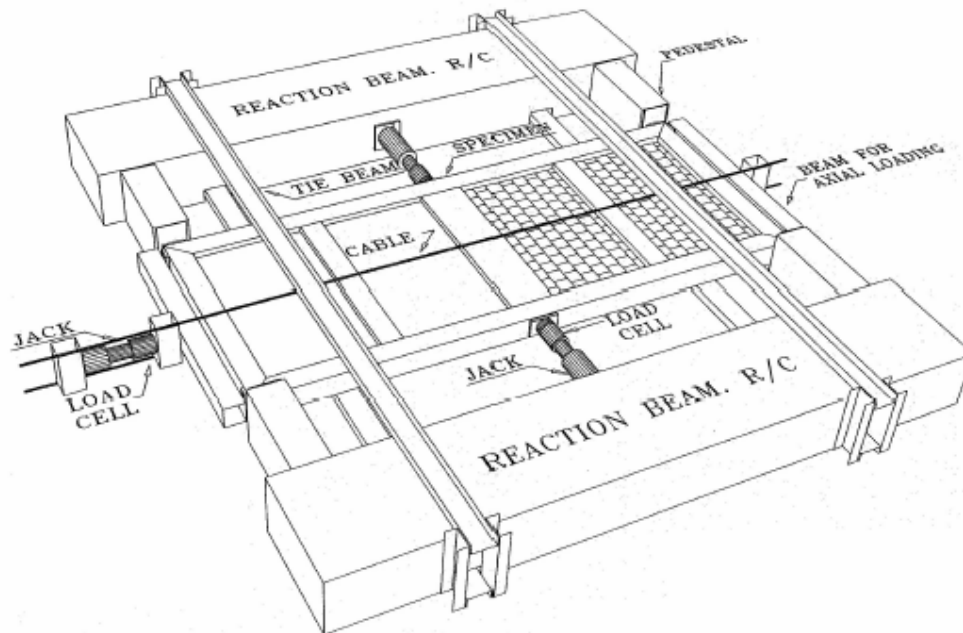 REACTION BEAM. R/C
PEDESTAL
SPECIMEN
TIE BEAM
BEAM FOR
AXIAL LOADING
CABLE
JACK
LOAD
CELL
LOAD
CELL
JACK
REACTION BEAM. R/C